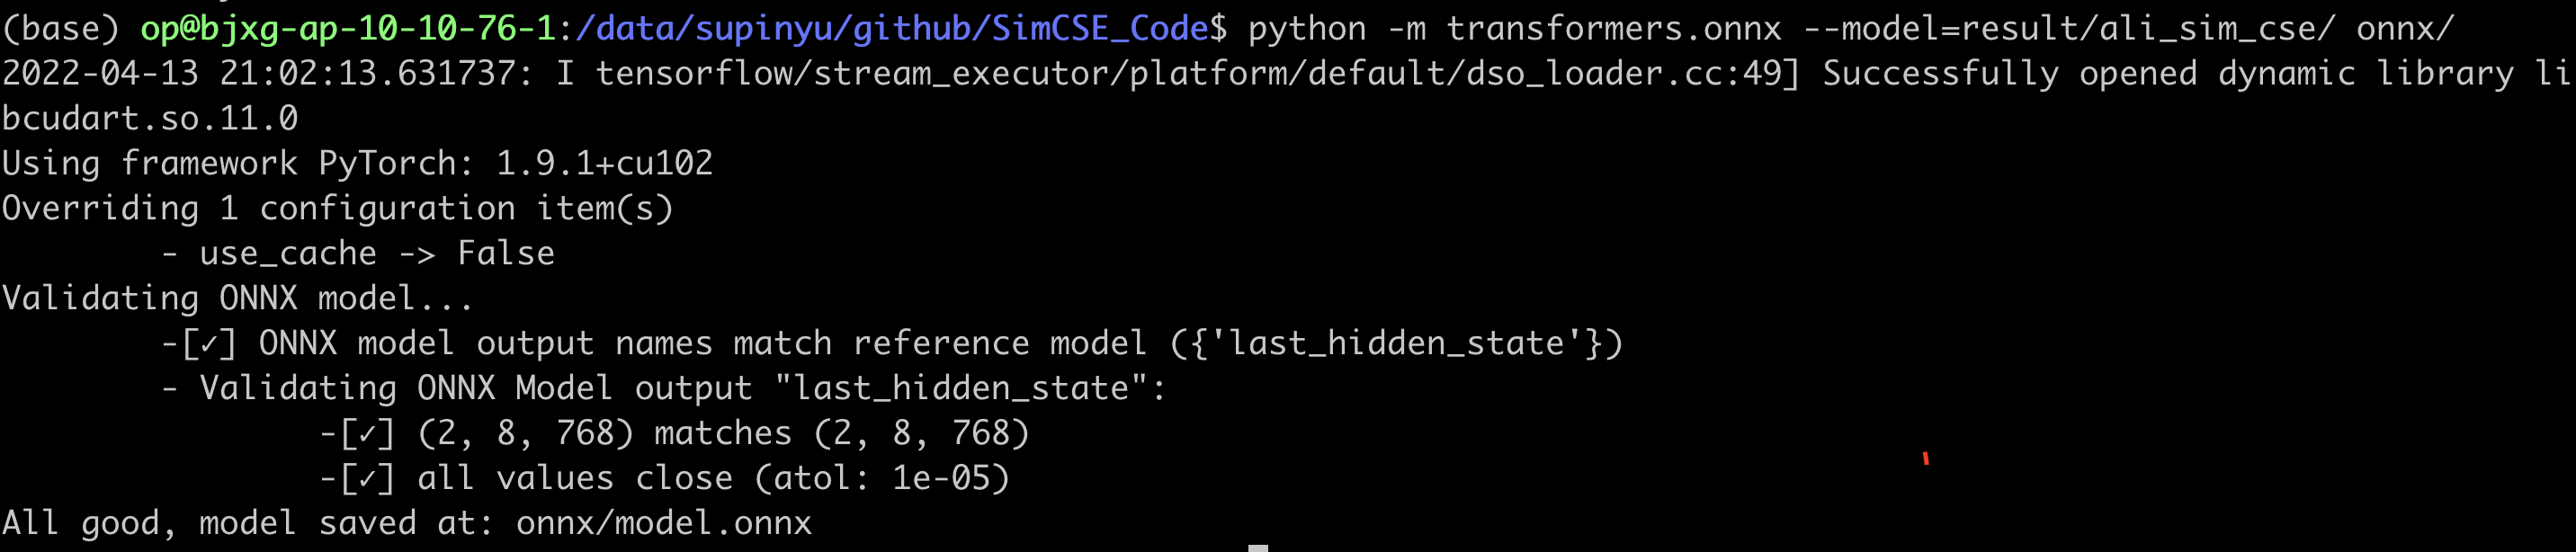 (base) op@bjxg-ap-10-10-76-1:/data/supinyu/github/SimCSE_Code$ python -m transformers.onnx --model=result/ali_sim_cse/ onnx/
2022-04-13 21:02:13.631737: I tensorflow/stream_executor/platform/default/dso_loader.cc:49] Successfully opened dynamic library li
bcudart.so.11.0
Using framework PyTorch: 1.9.1+cu102
Overriding 1 configuration item(s)
        - use_cache -> False
Validating ONNX model...
        -[✓] ONNX model output names match reference model ({'last_hidden_state'})
        - Validating ONNX Model output "last_hidden_state":
                -[✓] (2, 8, 768) matches (2, 8, 768)
                -[✓] all values close (atol: 1e-05)
All good, model saved at: onnx/model.onnx